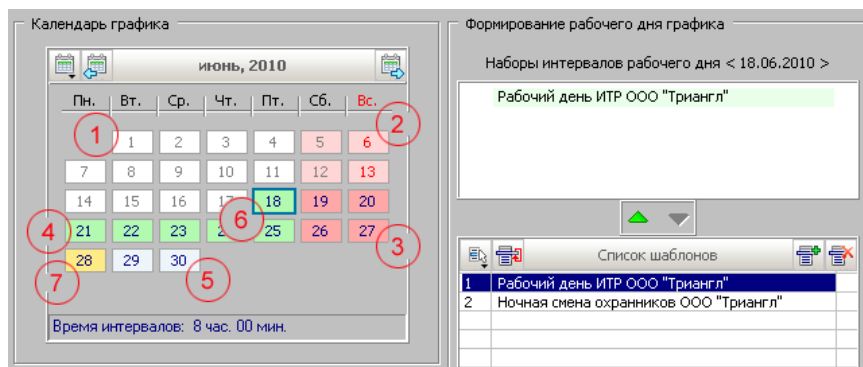 Календарь графика
июнь, 2010
Пн. Вт. Ср. Чт. Пт. Сб. Вс.
1 2
1 2 3 4 5 6
7 8 9 10 11 12 13
14 15 16 17 18 19 20
6
4 21 22 23 2 25 26 27
3
28 29 30
7 5
Время интервалов: 8 час. 00 мин.
Формирование рабочего дня графика
Наборы интервалов рабочего дня < 18.06.2010 >
Рабочий день ИТР ООО "Триангл"
Список шаблонов
1 Рабочий день ИТР ООО "Триангл"
2 Ночная смена охранников ООО "Триангл"